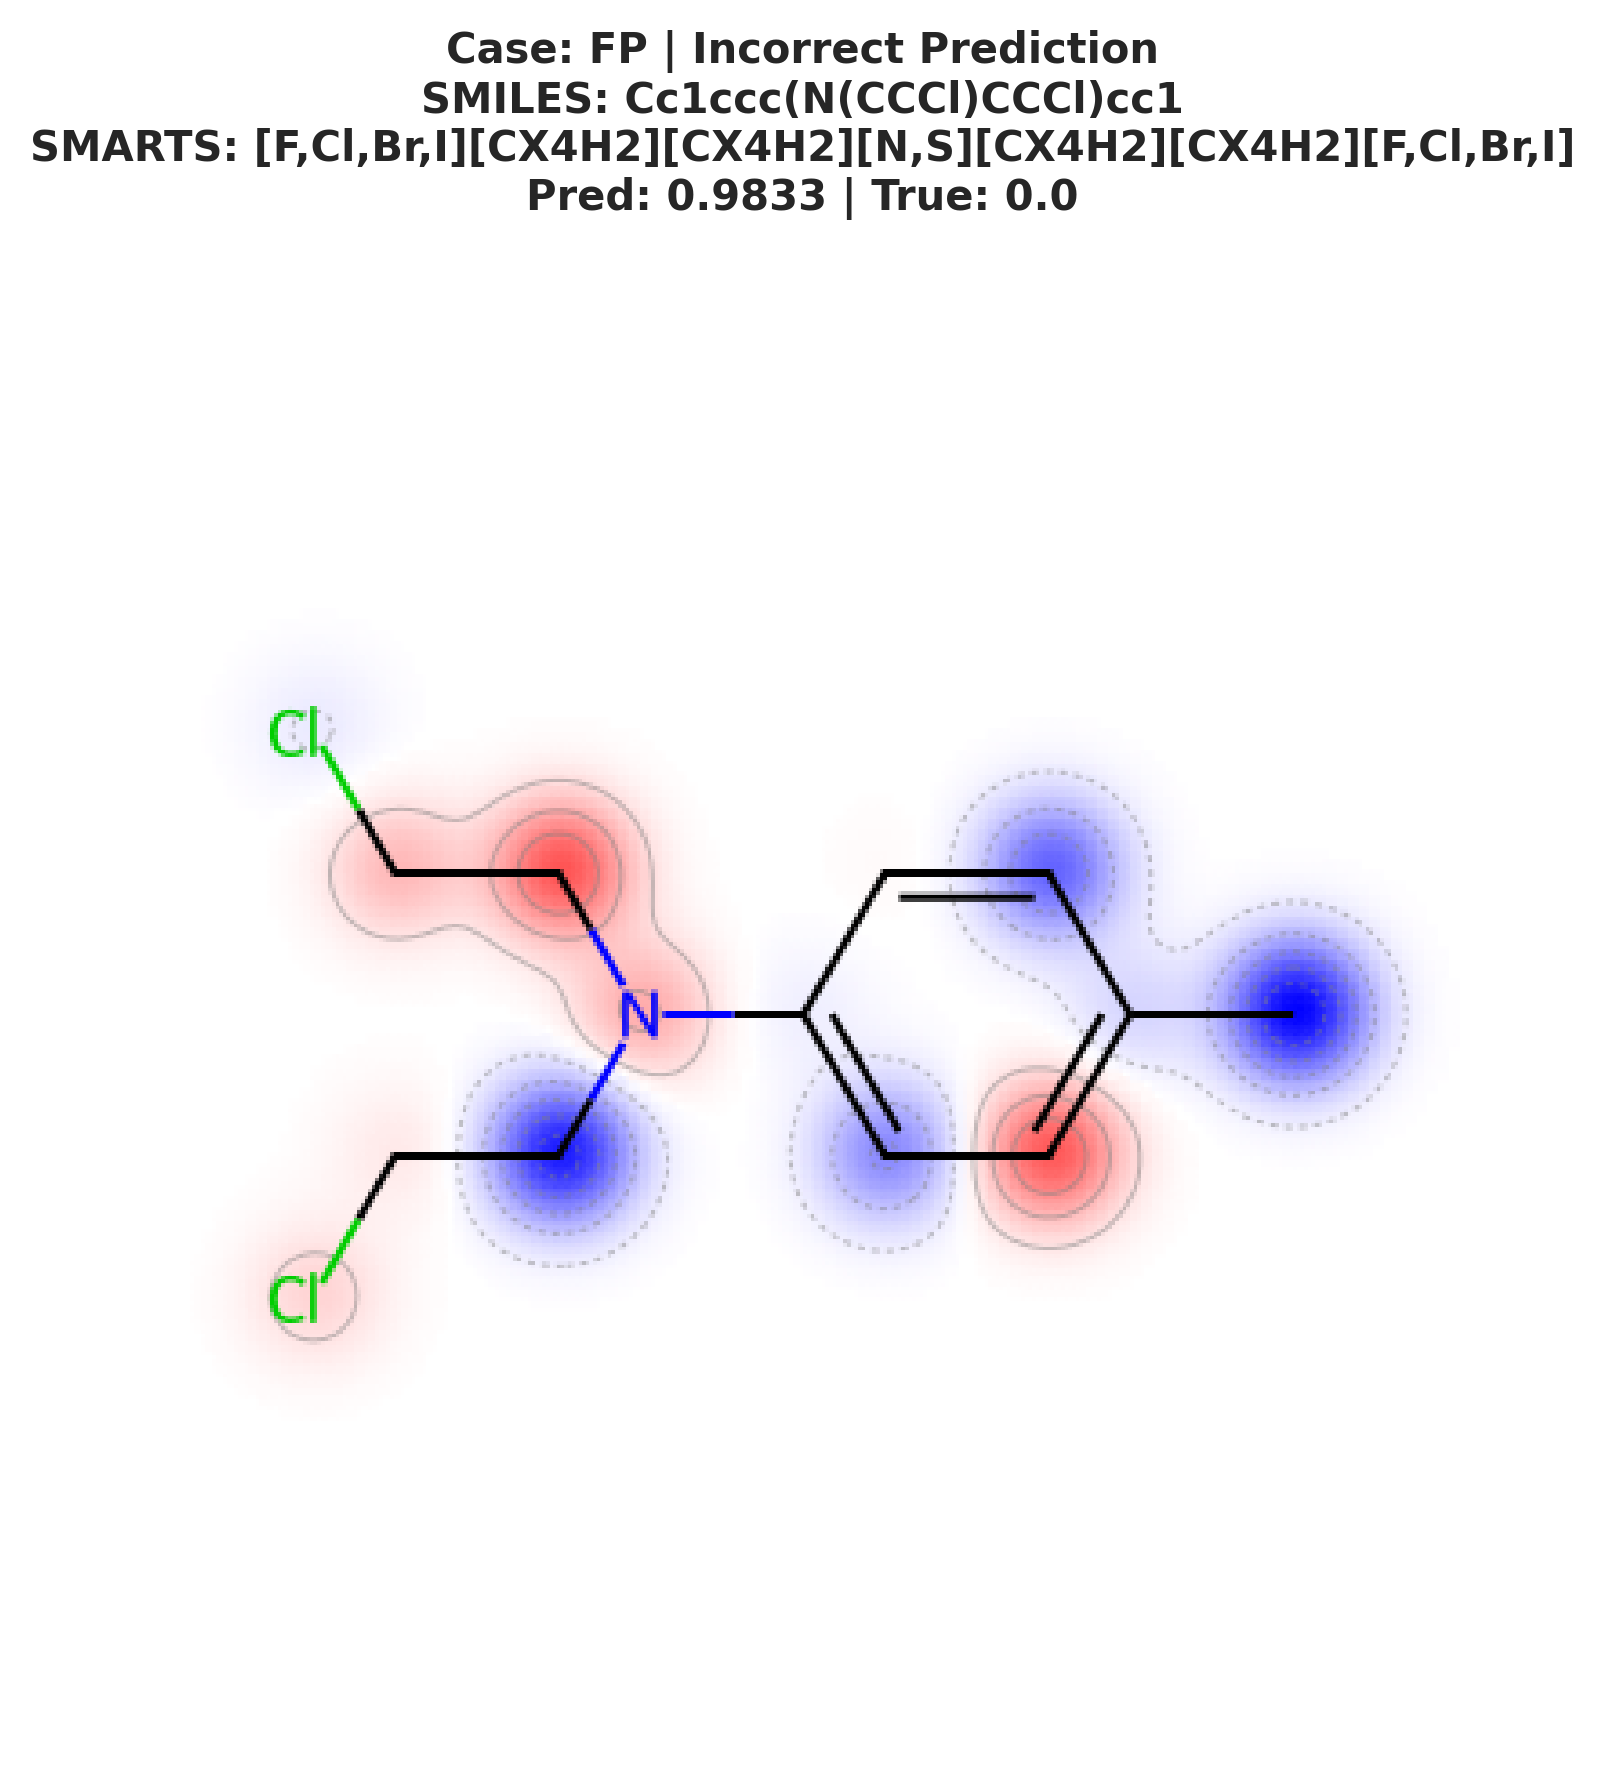 Case: FP | Incorrect Prediction
SMILES: Cc1ccc(N(CCCl)CCCl)cc1
SMARTS: [F,Cl,Br,I][CX4H2][CX4H2][N,S][CX4H2][CX4H2][F,Cl,Br,I]
Pred: 0.9833 | True: 0.0
Cl
N
Cl